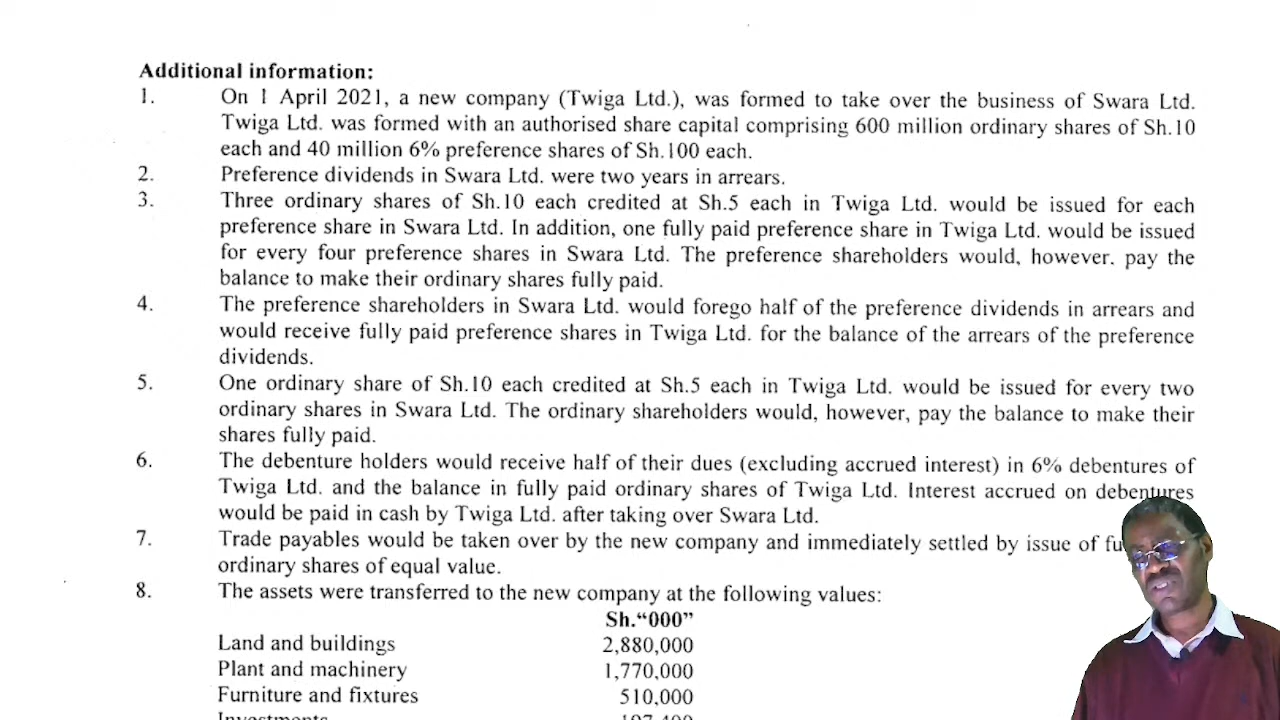 Additional information:
1. On 1 April 2021, a new company (Twiga Ltd.), was formed to take over the business of Swara Ltd.
Twiga Ltd. was formed with an authorised share capital comprising 600 million ordinary shares of Sh.10
each and 40 million 6% preference shares of Sh.100 each.
2. Preference dividends in Swara Ltd. were two years in arrears.
3. Three ordinary shares of Sh.10 each credited at Sh.5 each in Twiga Ltd. would be issued for each
preference share in Swara Ltd. In addition, one fully paid preference share in Twiga Ltd. would be issued
for every four preference shares in Swara Ltd. The preference shareholders would, however, pay the
balance to make their ordinary shares fully paid.
4. The preference shareholders in Swara Ltd. would forego half of the preference dividends in arrears and
would receive fully paid preference shares in Twiga Ltd. for the balance of the arrears of the preference
dividends.
5. One ordinary share of Sh.10 each credited at Sh.5 each in Twiga Ltd. would be issued for every two
ordinary shares in Swara Ltd. The ordinary shareholders would, however, pay the balance to make their
shares fully paid.
6. The debenture holders would receive half of their dues (excluding accrued interest) in 6% debentures of
Twiga Ltd. and the balance in fully paid ordinary shares of Twiga Ltd. Interest accrued on debentures
would be paid in cash by Twiga Ltd. after taking over Swara Ltd.
7. Trade payables would be taken over by the new company and immediately settled by issue of
ordinary shares of equal value.
8. The assets were transferred to the new company at the following values:
Sh.“000”
Land and buildings 2,880,000
Plant and machinery 1,770,000
Furniture and fixtures 510,000